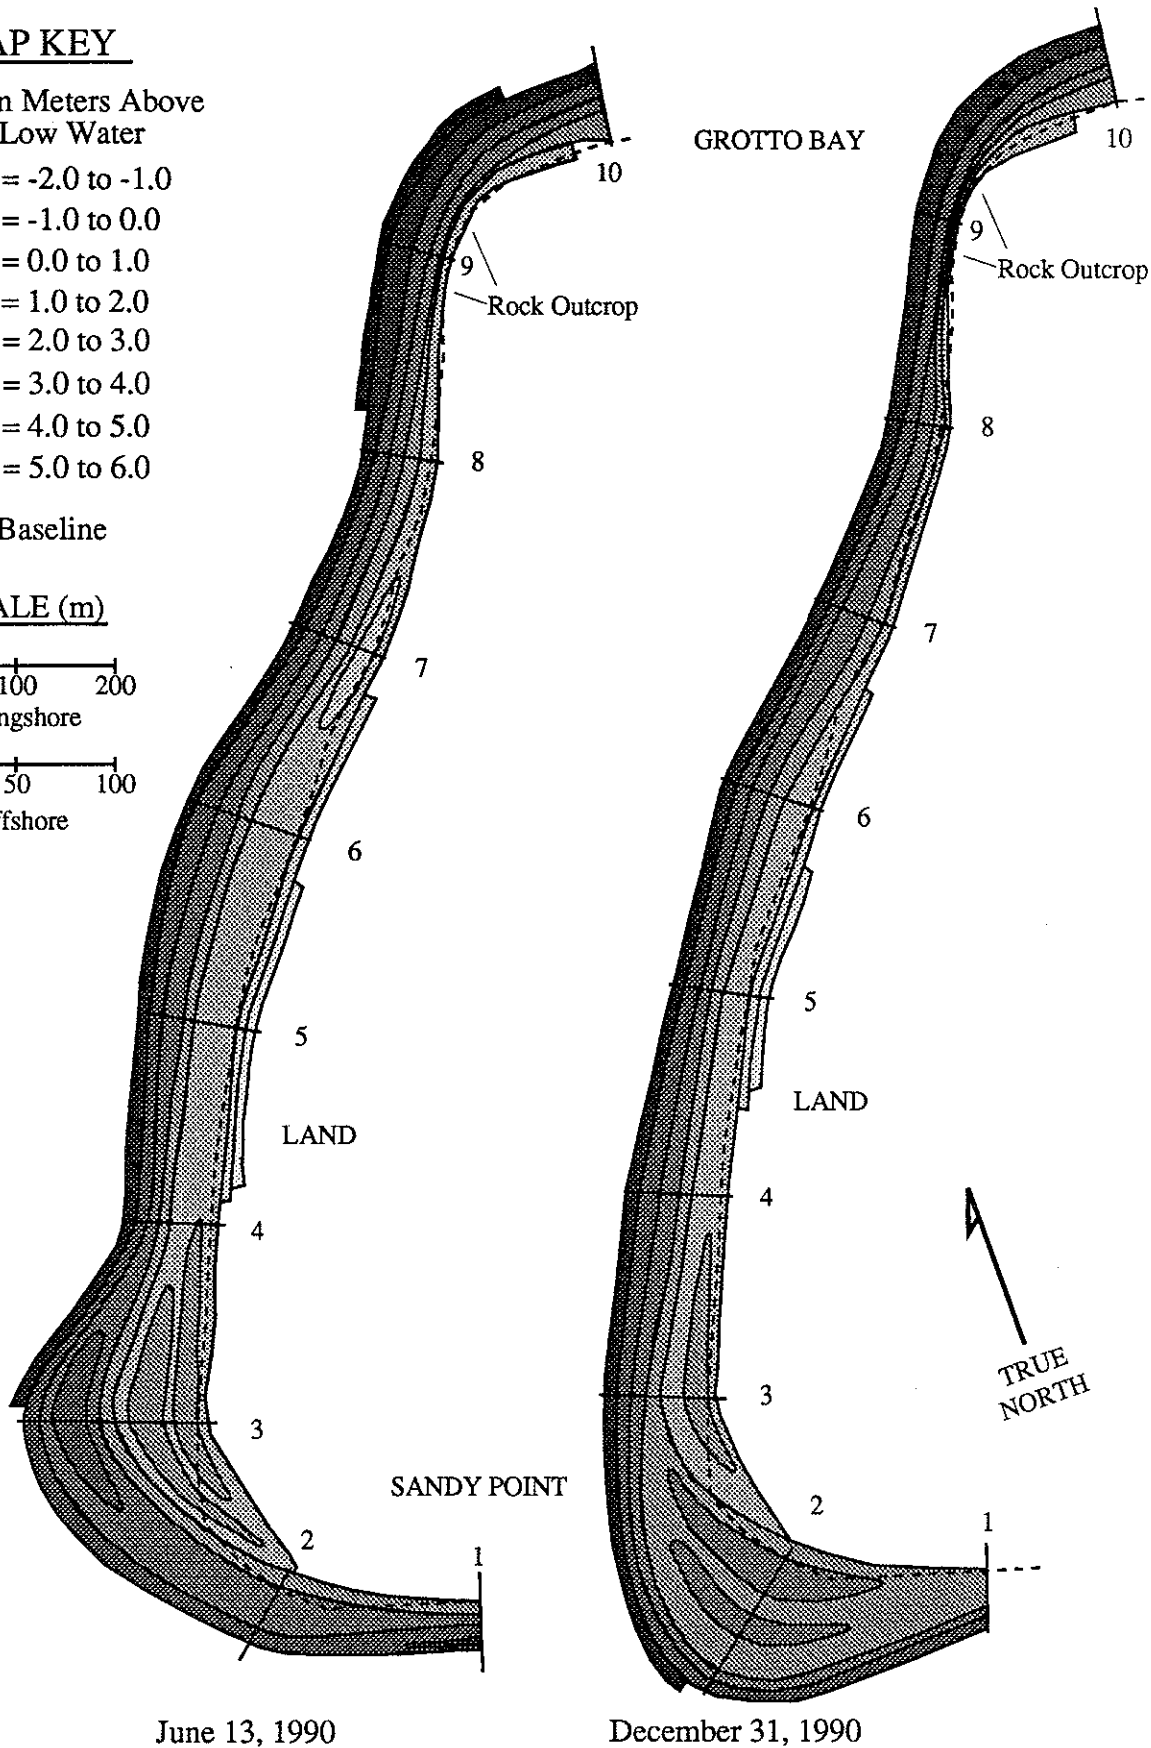 AP KEY
n Meters Above
Low Water
= -2.0 to -1.0
= -1.0 to 0.0
= 0.0 to 1.0
= 1.0 to 2.0
= 2.0 to 3.0
= 3.0 to 4.0
= 4.0 to 5.0
= 5.0 to 6.0
Baseline
ALE (m)
100 200
ngshore
50 100
ffshore
GROTTO BAY
10
9
Rock Outcrop
8
7
6
5
LAND
4
3
SANDY POINT
2
1
June 13, 1990
10
9
Rock Outcrop
8
7
6
5
LAND
4
3
2
1
TRUE
NORTH
December 31, 1990